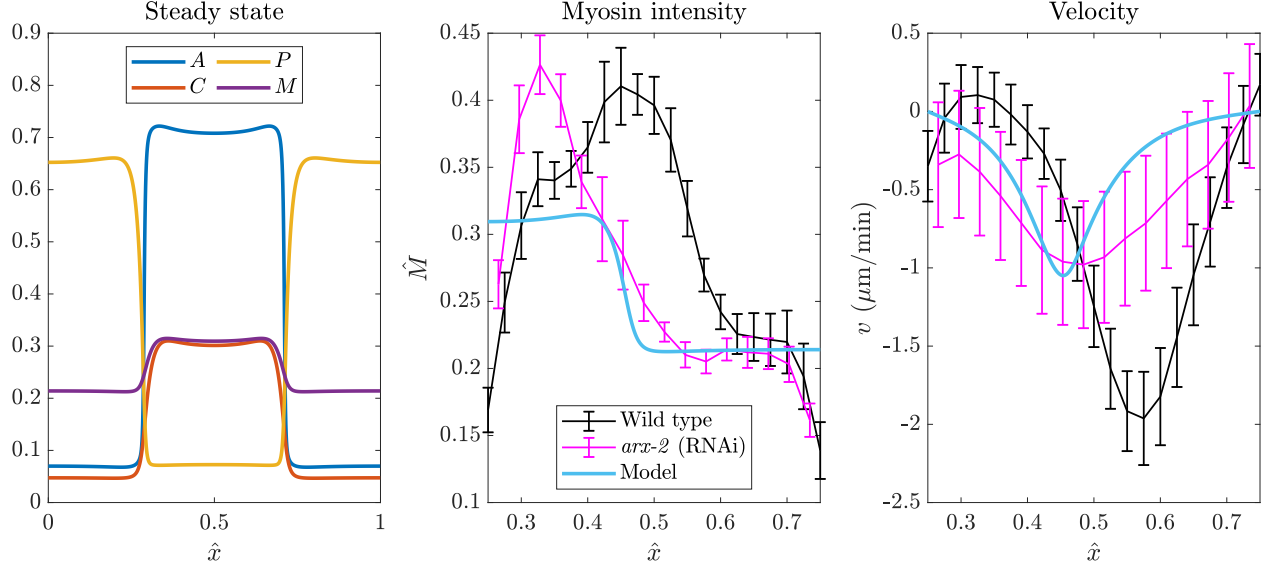 Steady state
0.9
0.8
0.7
0.6
0.5
0.4
0.3
0.2
0.1
0
A
P
C
M
0
0.5
1
x̂
Myosin intensity
0.45
0.4
0.35
0.3
0.25
0.2
0.15
0.1
M̂
Wild type
arx-2 (RNAi)
Model
0.3
0.4
0.5
0.6
0.7
x̂
Velocity
0.5
0
-0.5
-1
-1.5
-2
-2.5
v (μm/min)
0.3
0.4
0.5
0.6
0.7
x̂